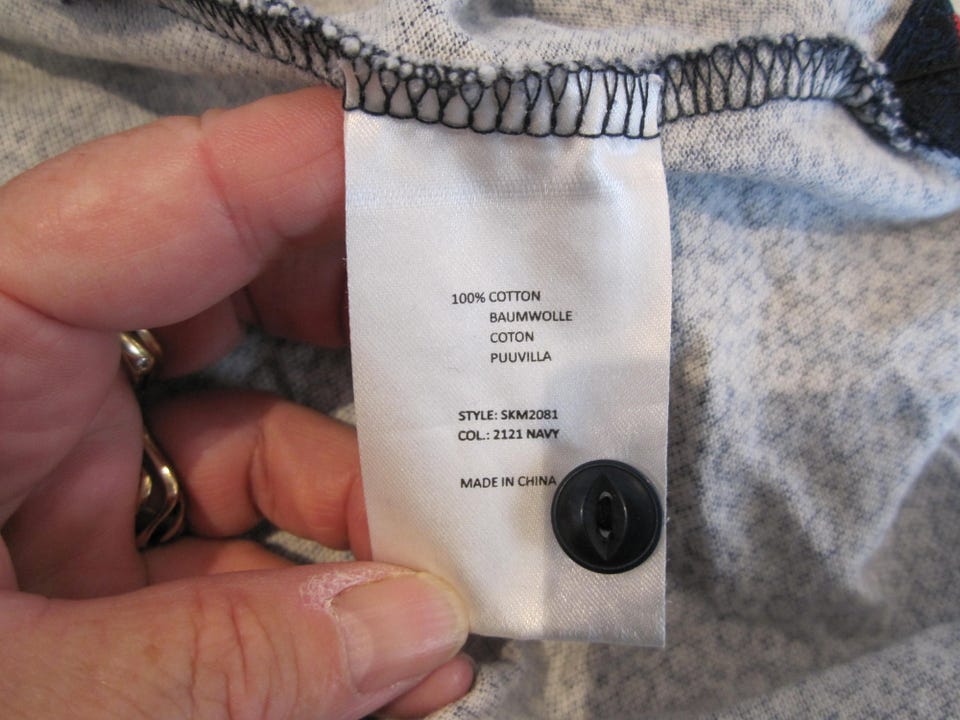 100% COTTON
BAUMWOLLE
COTON
PUUVILLA
STYLE: SKM2081
COL.: 2121 NAVY
MADE IN CHINA